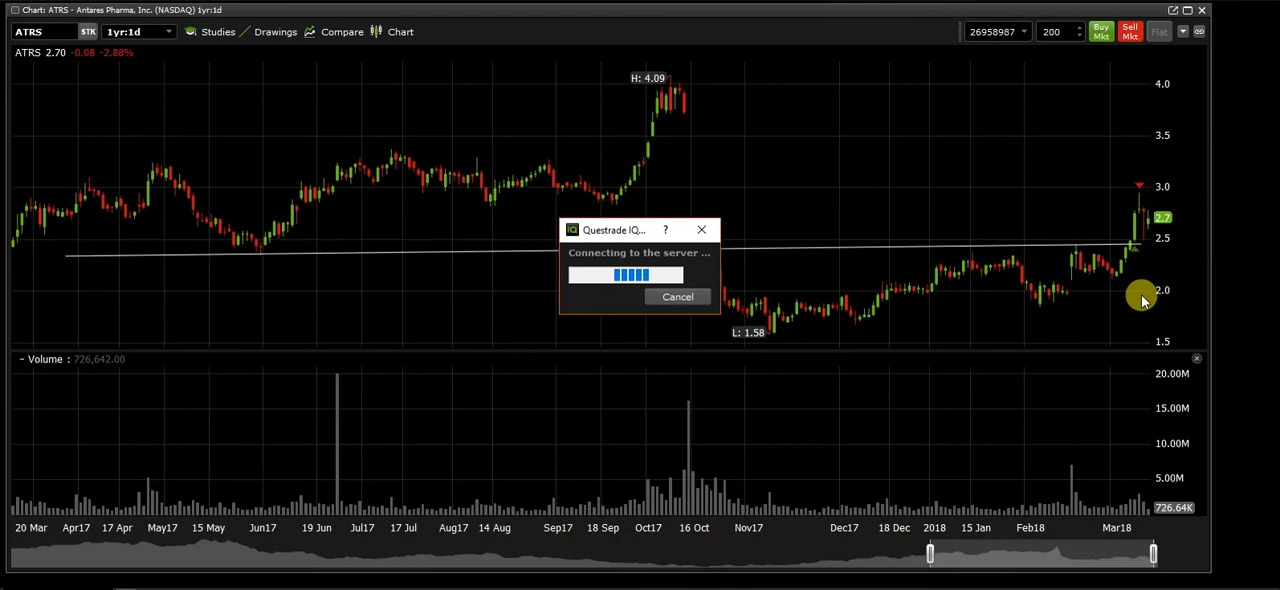 Chart: ATRS - Antares Pharma, Inc. (NASDAQ) 1yr:1d
ATRS STK 1yr:1d Studies Drawings Compare Chart 26958987 200 Buy Mkt Sell Mkt Flat
ATRS 2.70 -0.08 -2.88%
H: 4.09
4.0
3.5
3.0
2.7
2.5
2.0
1.5
Questrade IQ... ?
Connecting to the server ...
Cancel
L: 1.58
- Volume : 726,642.00
20.00M
15.00M
10.00M
5.00M
726.64K
20 Mar Apr17 17 Apr May17 15 May Jun17 19 Jun Jul17 17 Jul Aug17 14 Aug Sep17 18 Sep Oct17 16 Oct Nov17 Dec17 18 Dec 2018 15 Jan Feb18 Mar18